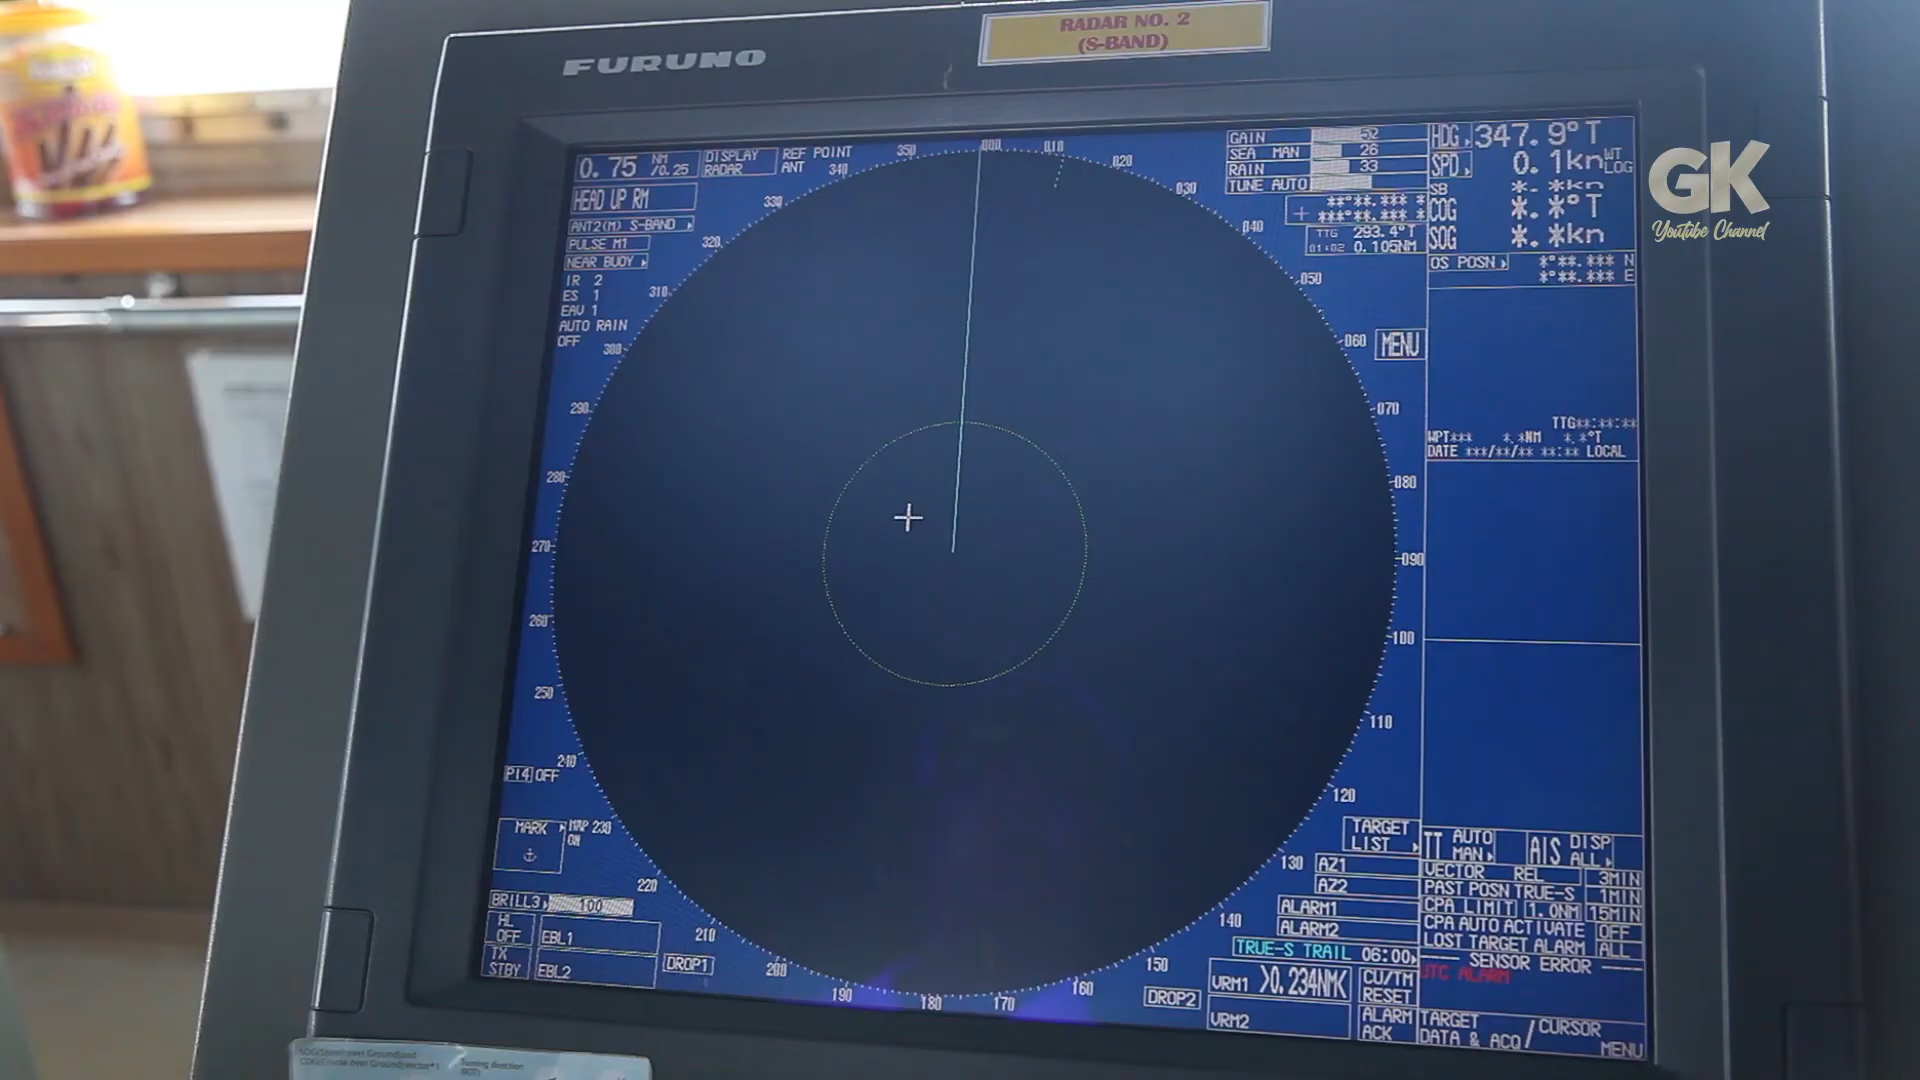 RADAR NO. 2
(S-BAND)
FURUNO
GK
Youtube Channel
0.75 NM
/0.25
DISPLAY
RADAR
REF POINT
ANT
HEAD UP RM
ANT2(M) S-BAND
PULSE M1
NEAR BUOY
IR 2
ES 1
EAV 1
AUTO RAIN
OFF
GAIN 52
SEA MAN 26
RAIN 33
TUNE AUTO
**°**.*** *
***°**.*** *
TTG 293.4°T
01:02 0.105NM
HDG 347.9°T
SPD 0.1kn WT
LOG
SB *.*kn
COG *.*°T
SOG *.*kn
OS POSN *°**.*** N
*°**.*** E
MENU
TTG**:**:**
WPT*** *.*NM *.*°T
DATE ***/**/** **:** LOCAL
000
010
020
030
040
050
060
070
080
090
100
110
120
130
140
150
160
170
180
190
200
210
220
230
240
250
260
270
280
290
300
310
320
330
340
350
PI4 OFF
MARK
MAP
ON
BRILL3 100
HL
OFF
TX
STBY
EBL1
EBL2
DROP1
TARGET
LIST
AZ1
AZ2
ALARM1
ALARM2
TRUE-S TRAIL 06:00
VRM1 >0.234NM
VRM2
DROP2
CU/TM
RESET
ALARM
ACK
TT AUTO
MAN
AIS DISP
ALL
VECTOR REL 3MIN
PAST POSN TRUE-S 1MIN
CPA LIMIT 1.0NM 15MIN
CPA AUTO ACTIVATE OFF
LOST TARGET ALARM ALL
SENSOR ERROR
UTC ALARM
TARGET
DATA & ACQ / CURSOR
MENU